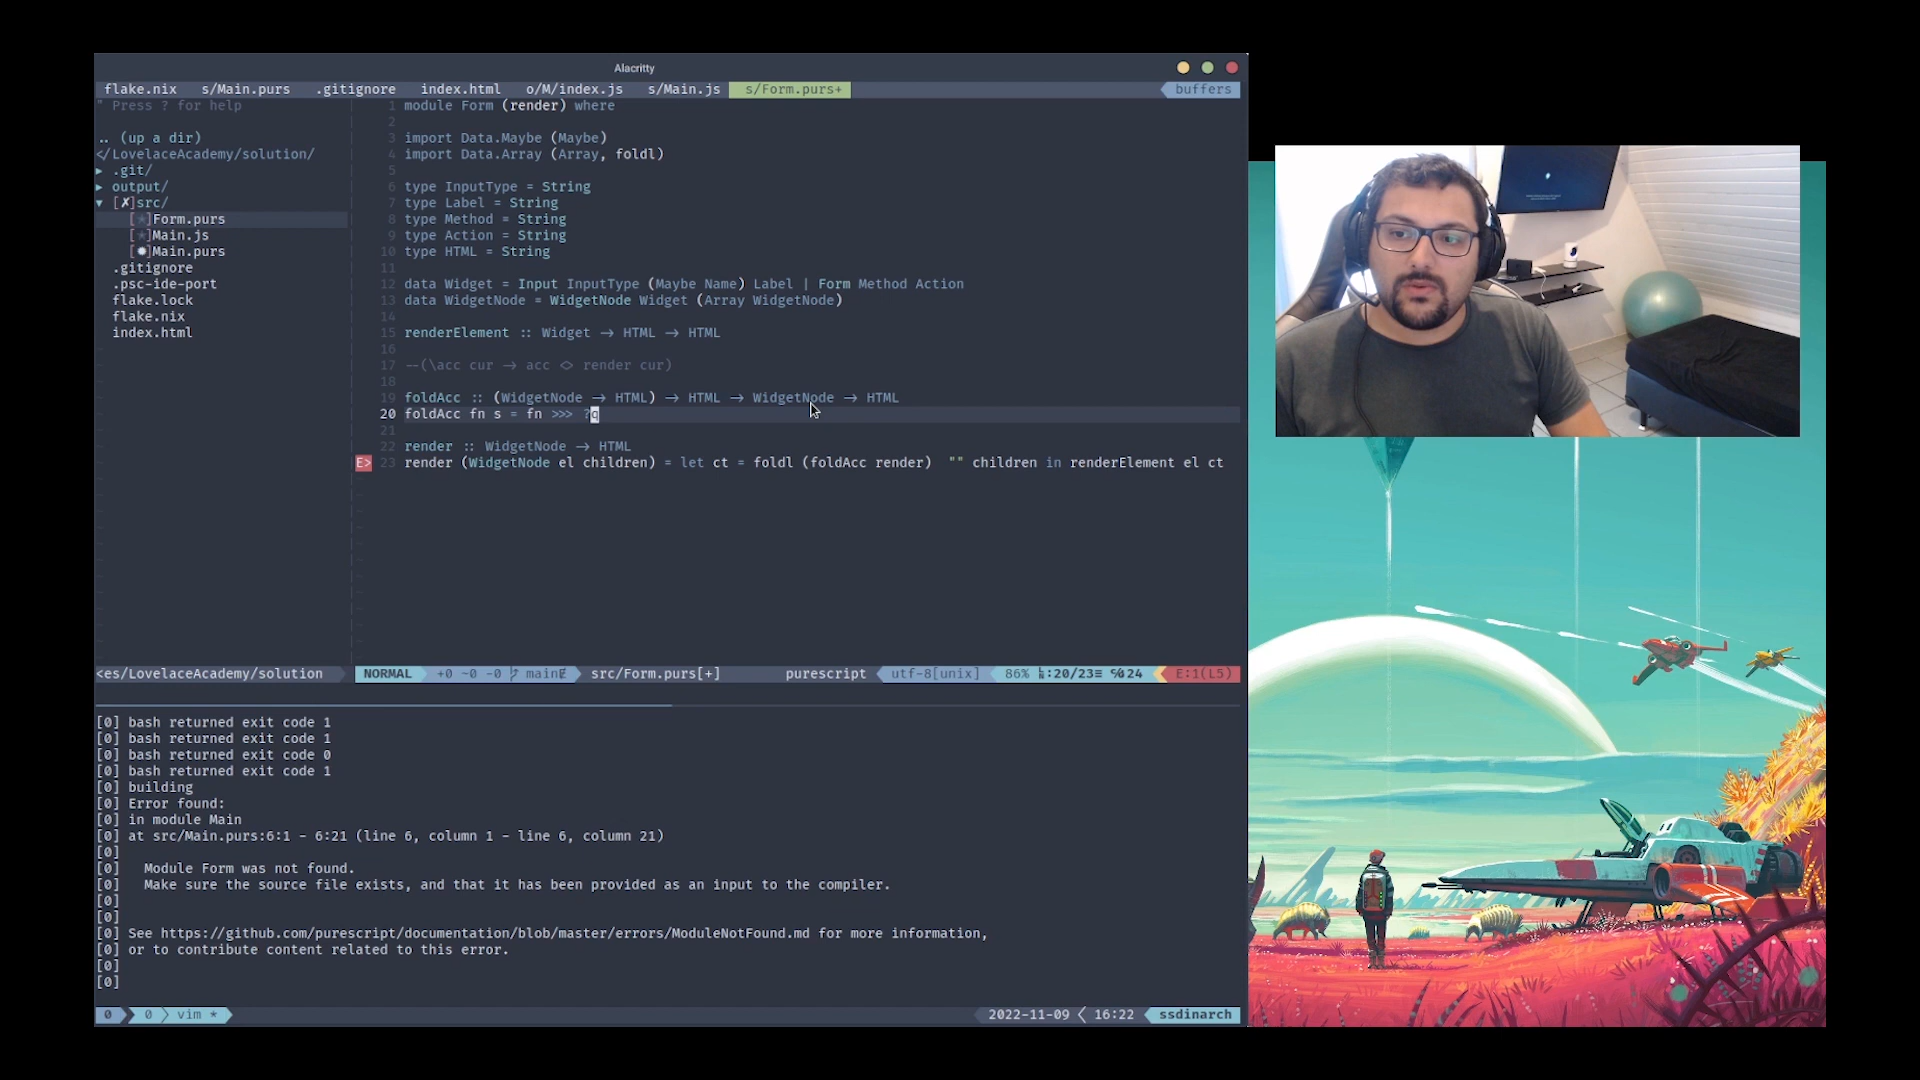 Alacritty
flake.nix s/Main.purs .gitignore index.html o/M/index.js s/Main.js s/Form.purs+ buffers
" Press ? for help
.. (up a dir)
</LovelaceAcademy/solution/
▸ .git/
▸ output/
▾ [✗]src/
[★]Form.purs
[★]Main.js
[✹]Main.purs
.gitignore
.psc-ide-port
flake.lock
flake.nix
index.html
1 module Form (render) where
2
3 import Data.Maybe (Maybe)
4 import Data.Array (Array, foldl)
5
6 type InputType = String
7 type Label = String
8 type Method = String
9 type Action = String
10 type HTML = String
11
12 data Widget = Input InputType (Maybe Name) Label | Form Method Action
13 data WidgetNode = WidgetNode Widget (Array WidgetNode)
14
15 renderElement :: Widget → HTML → HTML
16
17 --(\acc cur → acc <> render cur)
18
19 foldAcc :: (WidgetNode → HTML) → HTML → WidgetNode → HTML
20 foldAcc fn s = fn >>> ?q
21
22 render :: WidgetNode → HTML
E> 23 render (WidgetNode el children) = let ct = foldl (foldAcc render) "" children in renderElement el ct
<es/LovelaceAcademy/solution NORMAL +0 ~0 -0 main src/Form.purs[+] purescript utf-8[unix] 86% :20/23≡ ℅24 E:1(L5)
[0] bash returned exit code 1
[0] bash returned exit code 1
[0] bash returned exit code 0
[0] bash returned exit code 1
[0] building
[0] Error found:
[0] in module Main
[0] at src/Main.purs:6:1 - 6:21 (line 6, column 1 - line 6, column 21)
[0]
[0] Module Form was not found.
[0] Make sure the source file exists, and that it has been provided as an input to the compiler.
[0]
[0]
[0] See https://github.com/purescript/documentation/blob/master/errors/ModuleNotFound.md for more information,
[0] or to contribute content related to this error.
[0]
[0]
0 0 vim * 2022-11-09 16:22 ssdinarch